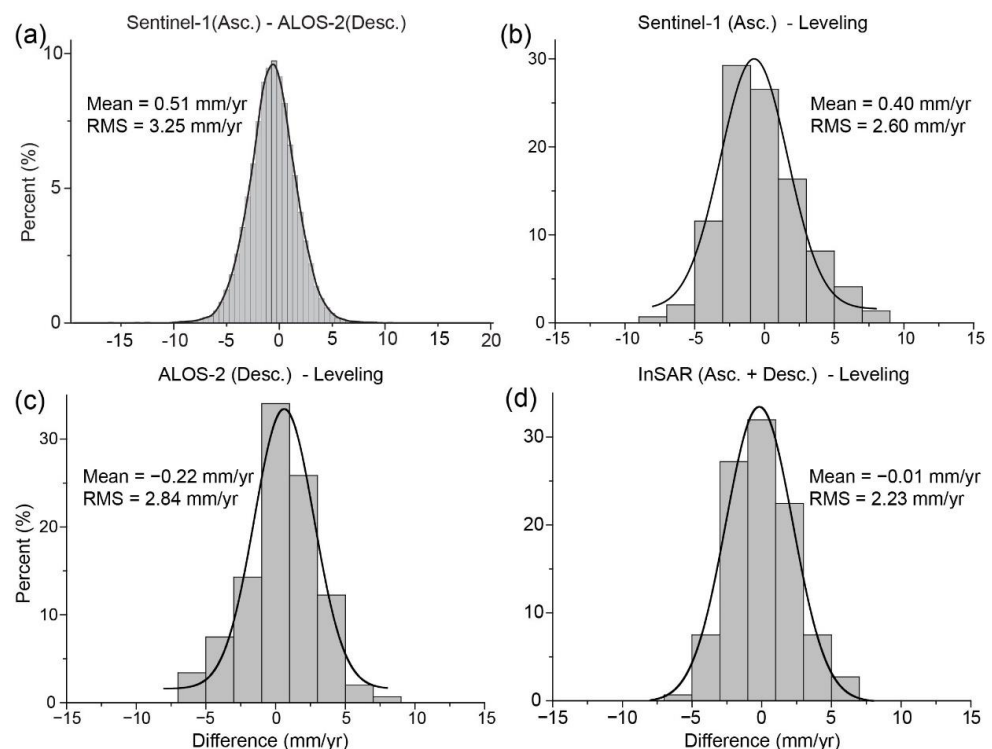 (a)
Sentinel-1(Asc.) - ALOS-2(Desc.)
10
Mean = 0.51 mm/yr
RMS = 3.25 mm/yr
Percent (%)
5
0
-15 -10 -5 0 5 10 15 20
(b)
Sentinel-1 (Asc.) - Leveling
30
Mean = 0.40 mm/yr
RMS = 2.60 mm/yr
20
10
0
−15 −10 −5 0 5 10 15
(c)
ALOS-2 (Desc.) - Leveling
30
Mean = −0.22 mm/yr
RMS = 2.84 mm/yr
Percent (%)
20
10
0
−15 −10 −5 0 5 10 15
Difference (mm/yr)
(d)
InSAR (Asc. + Desc.) - Leveling
30
Mean = −0.01 mm/yr
RMS = 2.23 mm/yr
20
10
0
−15 −10 −5 0 5 10 15
Difference (mm/yr)